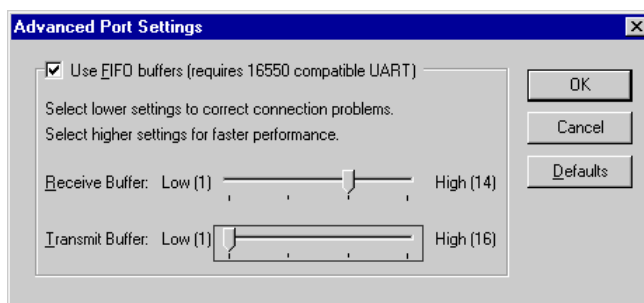 Advanced Port Settings
Use FIFO buffers (requires 16550 compatible UART)
OK
Select lower settings to correct connection problems.
Select higher settings for faster performance.
Cancel
Defaults
Receive Buffer: Low (1) High (14)
Transmit Buffer: Low (1) High (16)